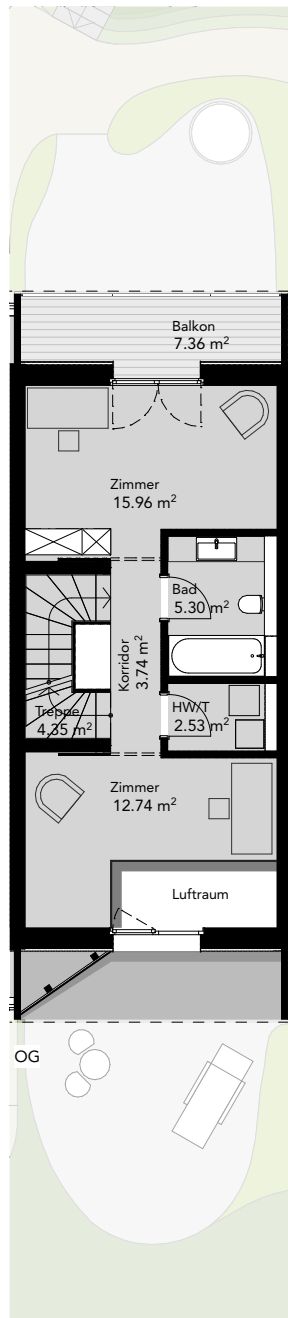 Balkon
7.36 m²
Zimmer
15.96 m²
Bad
5.30 m²
Korridor
3.74 m²
Treppe
4.35 m²
HW/T
2.53 m²
Zimmer
12.74 m²
Luftraum
OG